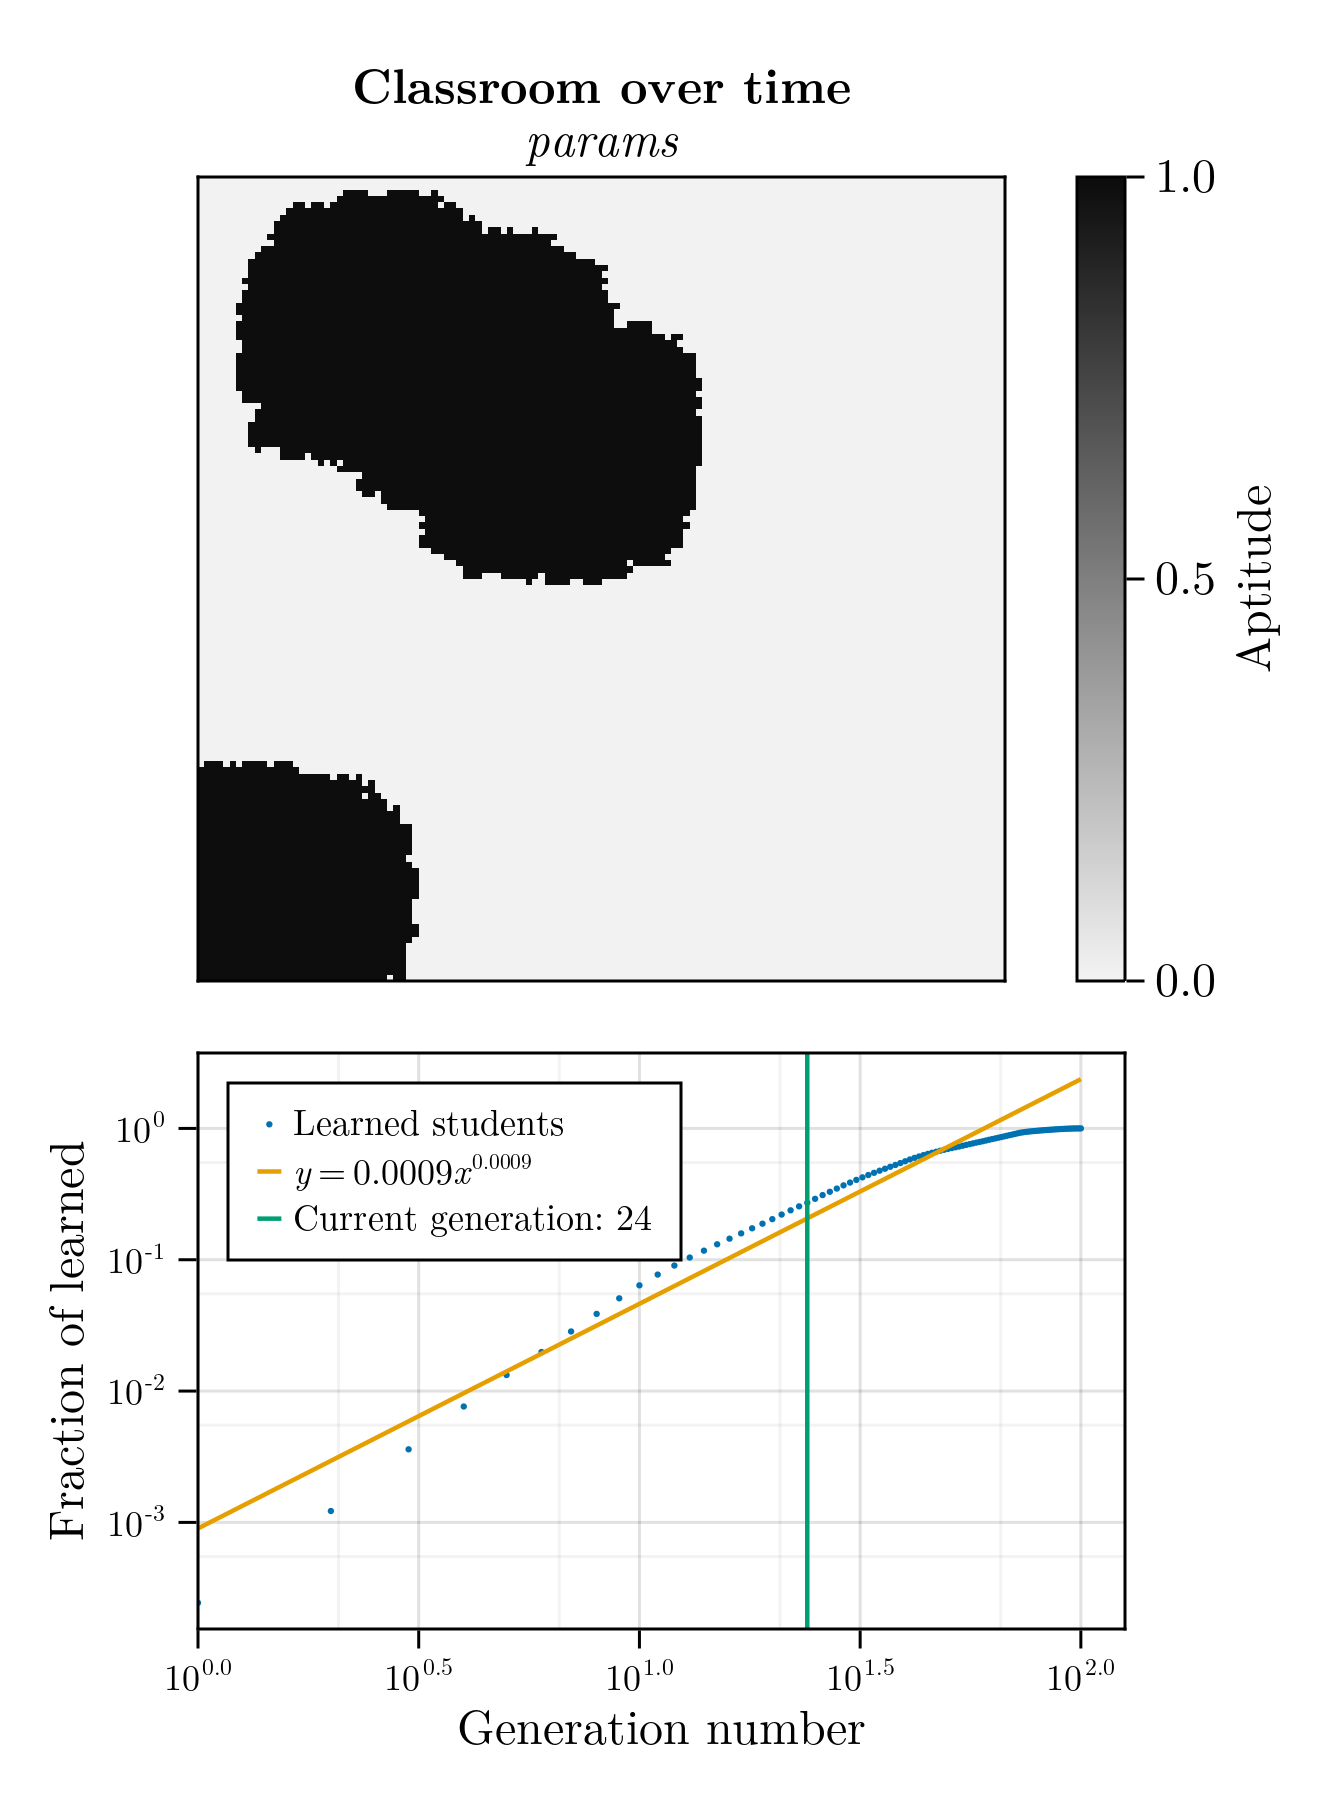 Classroom over time
params
1.0
0.5
0.0
Aptitude
Learned students
y = 0.0009x^0.0009
Current generation: 24
10^0
10^-1
10^-2
10^-3
Fraction of learned
10^0.0 10^0.5 10^1.0 10^1.5 10^2.0
Generation number